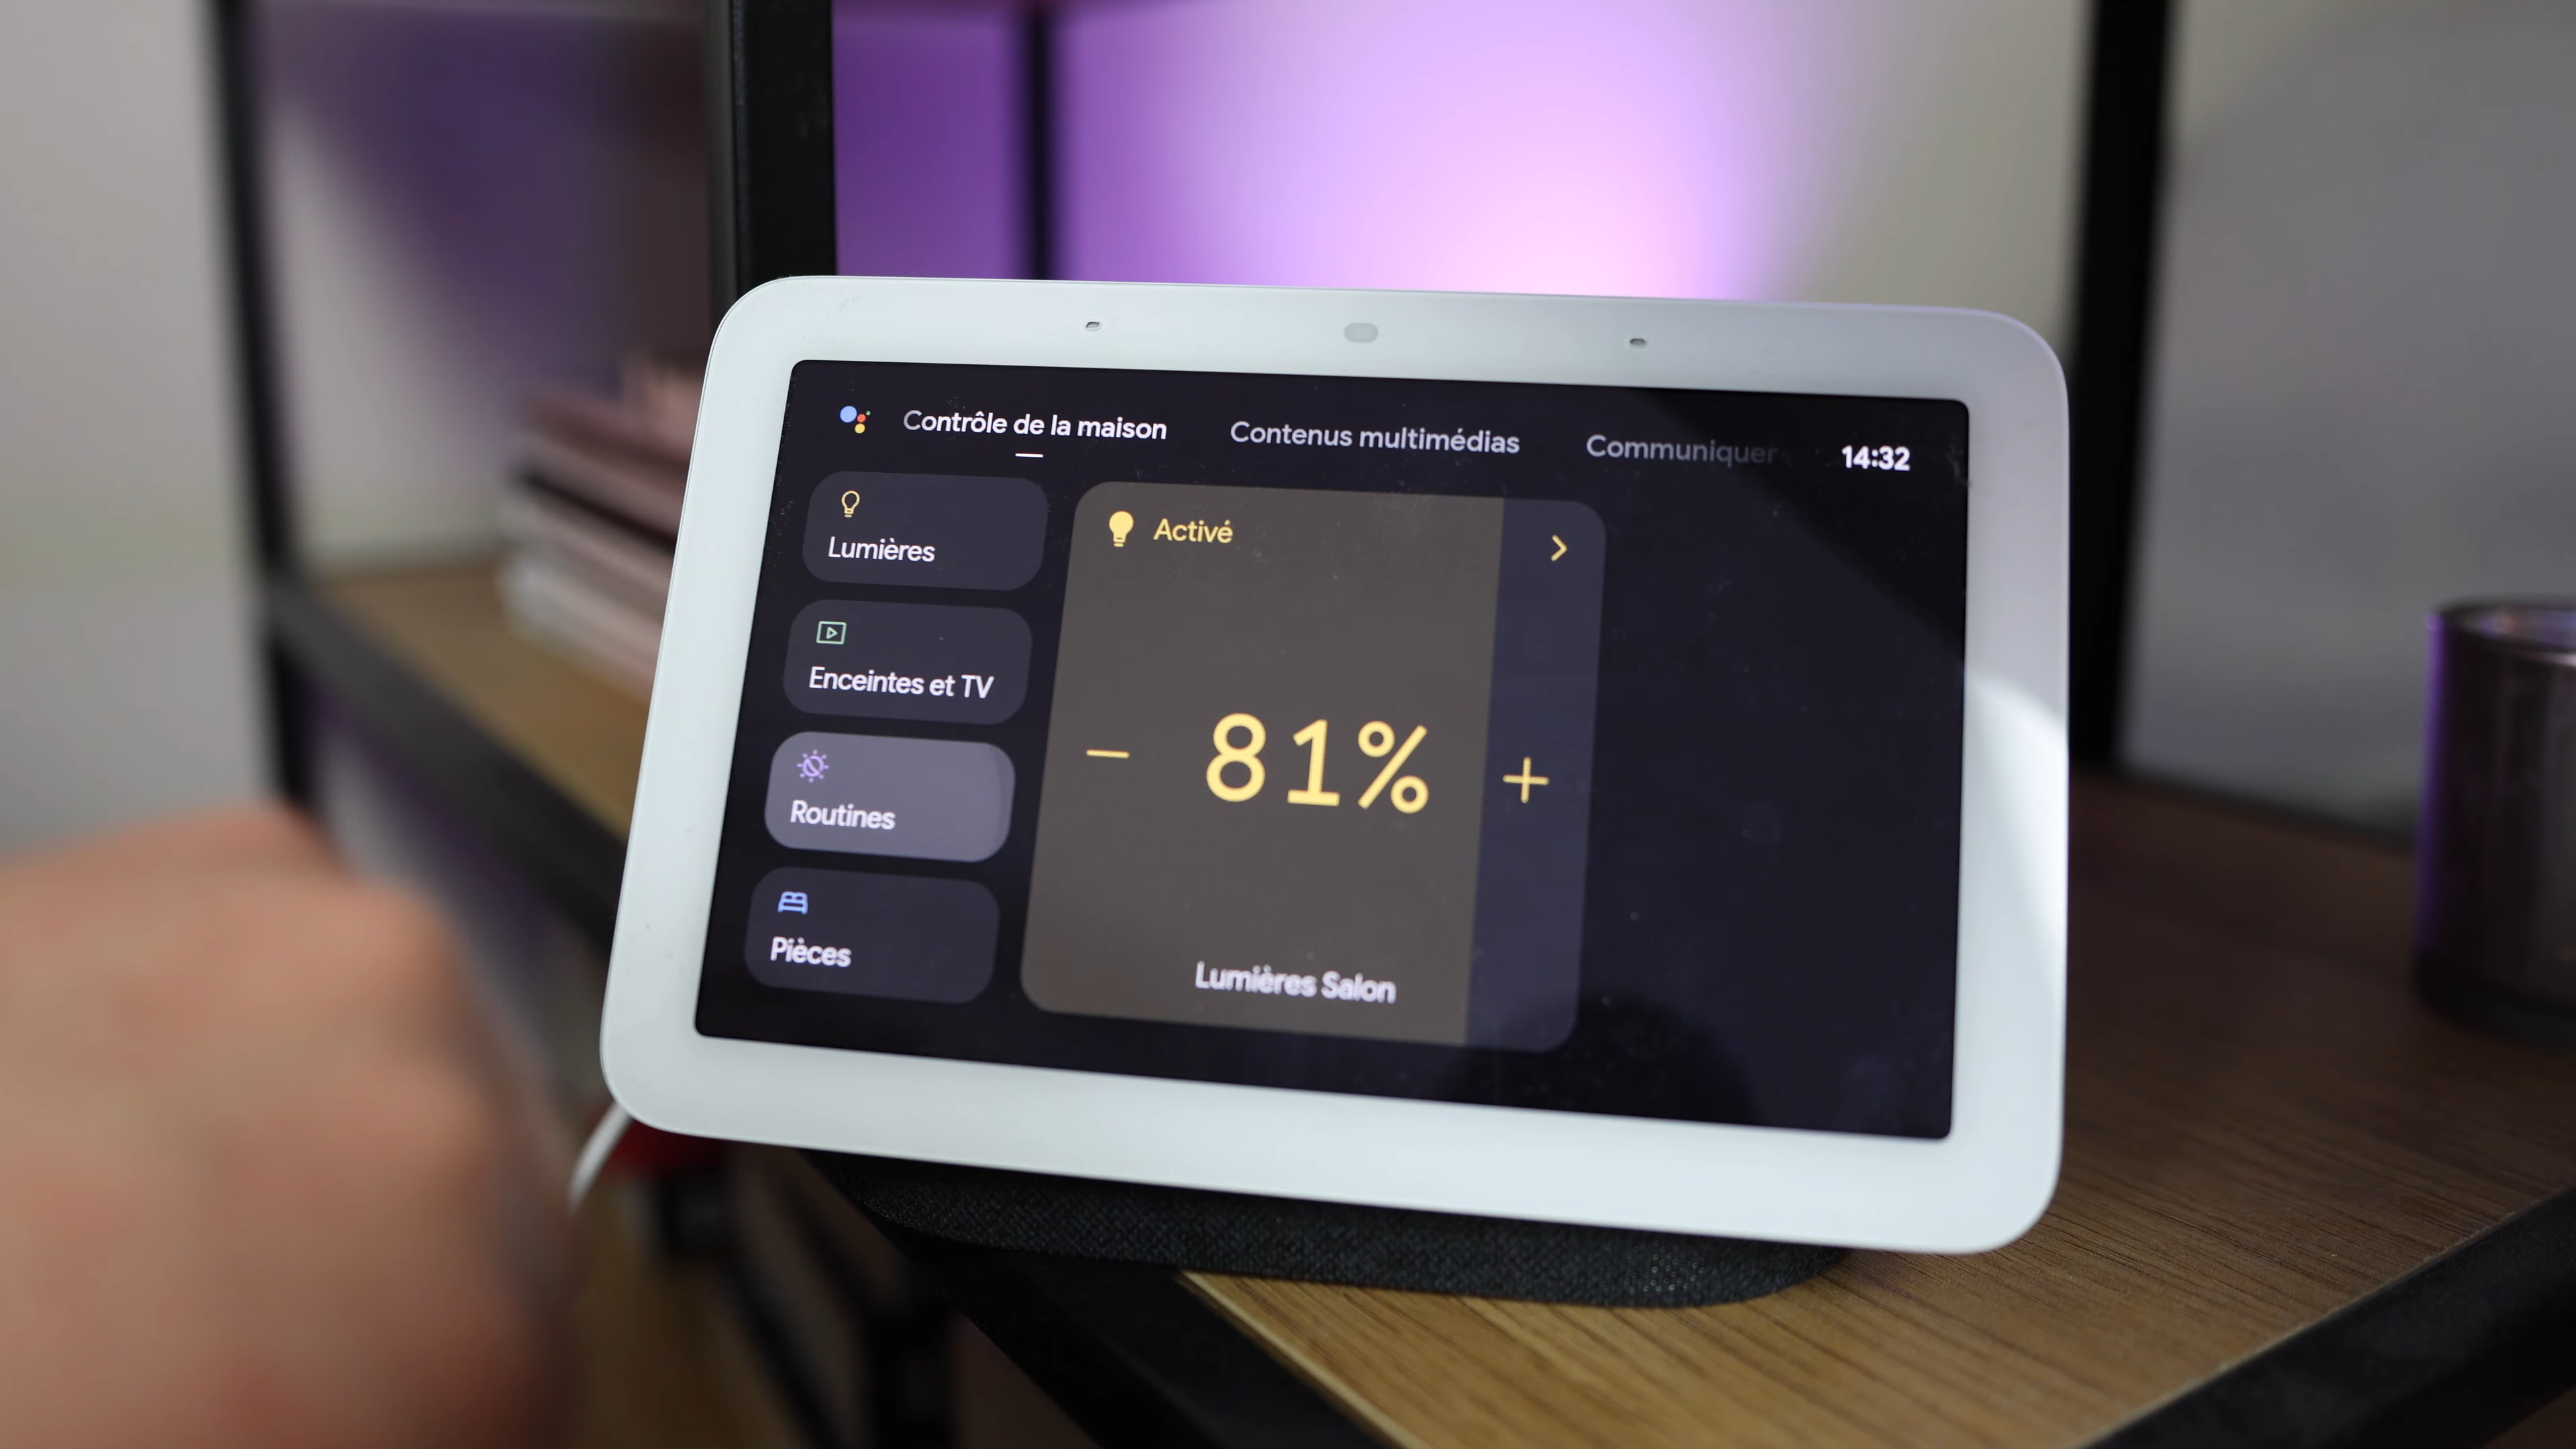 Contrôle de la maison
Contenus multimédias
Communiquer
14:32
Lumières
Enceintes et TV
Routines
Pièces
Activé
− 81% +
Lumières Salon